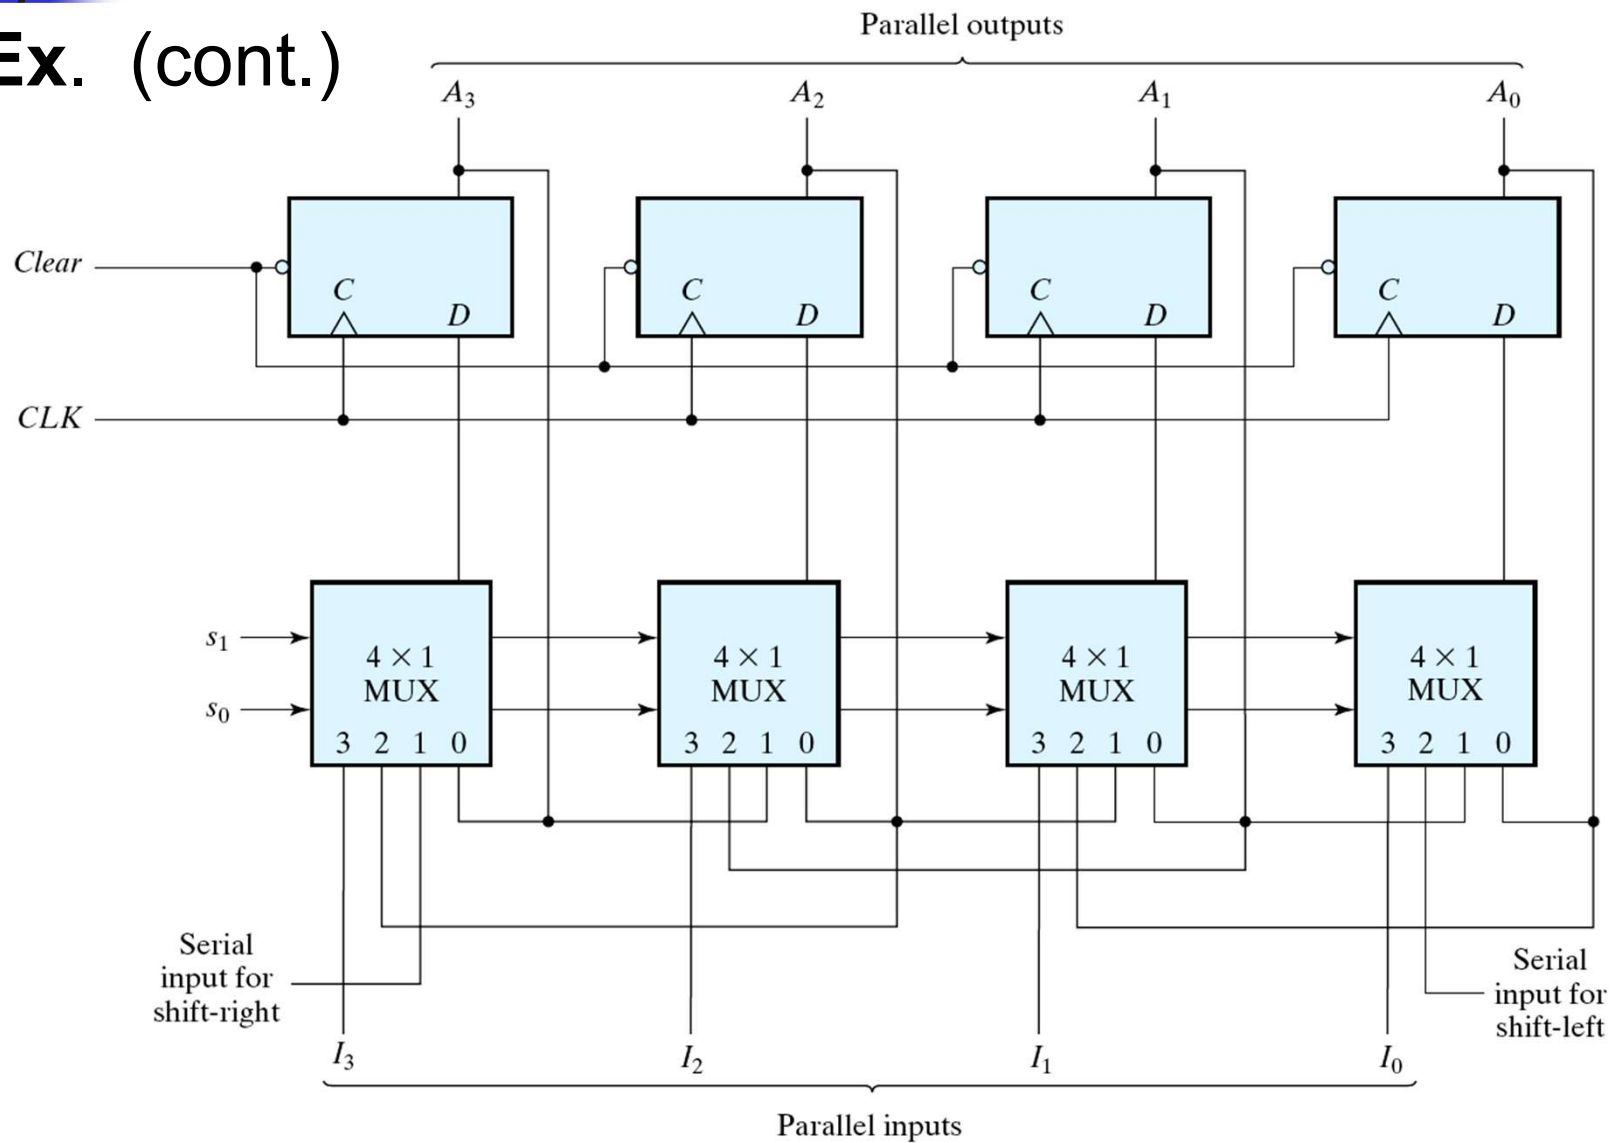 Ex. (cont.)
Parallel outputs
A3 A2 A1 A0
Clear
C D C D C D C D
CLK
s1
s0
4 × 1 MUX 4 × 1 MUX 4 × 1 MUX 4 × 1 MUX
3 2 1 0 3 2 1 0 3 2 1 0 3 2 1 0
Serial
input for
shift-right
Serial
input for
shift-left
I3 I2 I1 I0
Parallel inputs